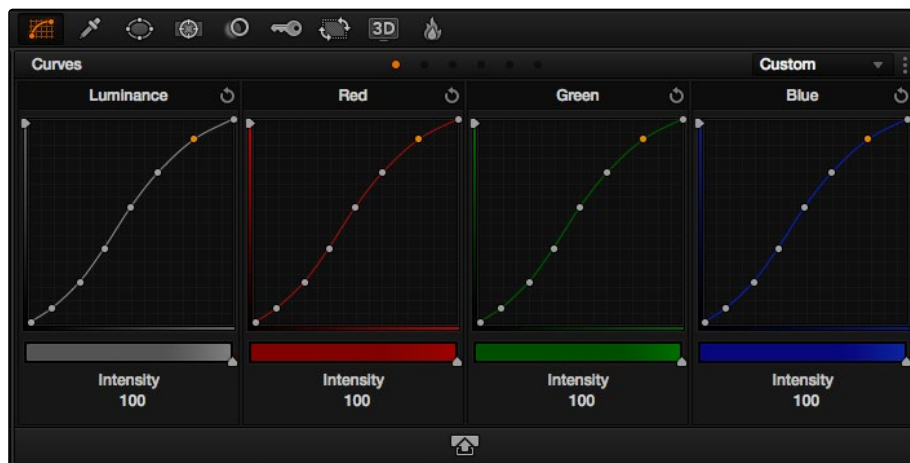 3D
Curves Custom
Luminance Red Green Blue
Intensity Intensity Intensity Intensity
100 100 100 100